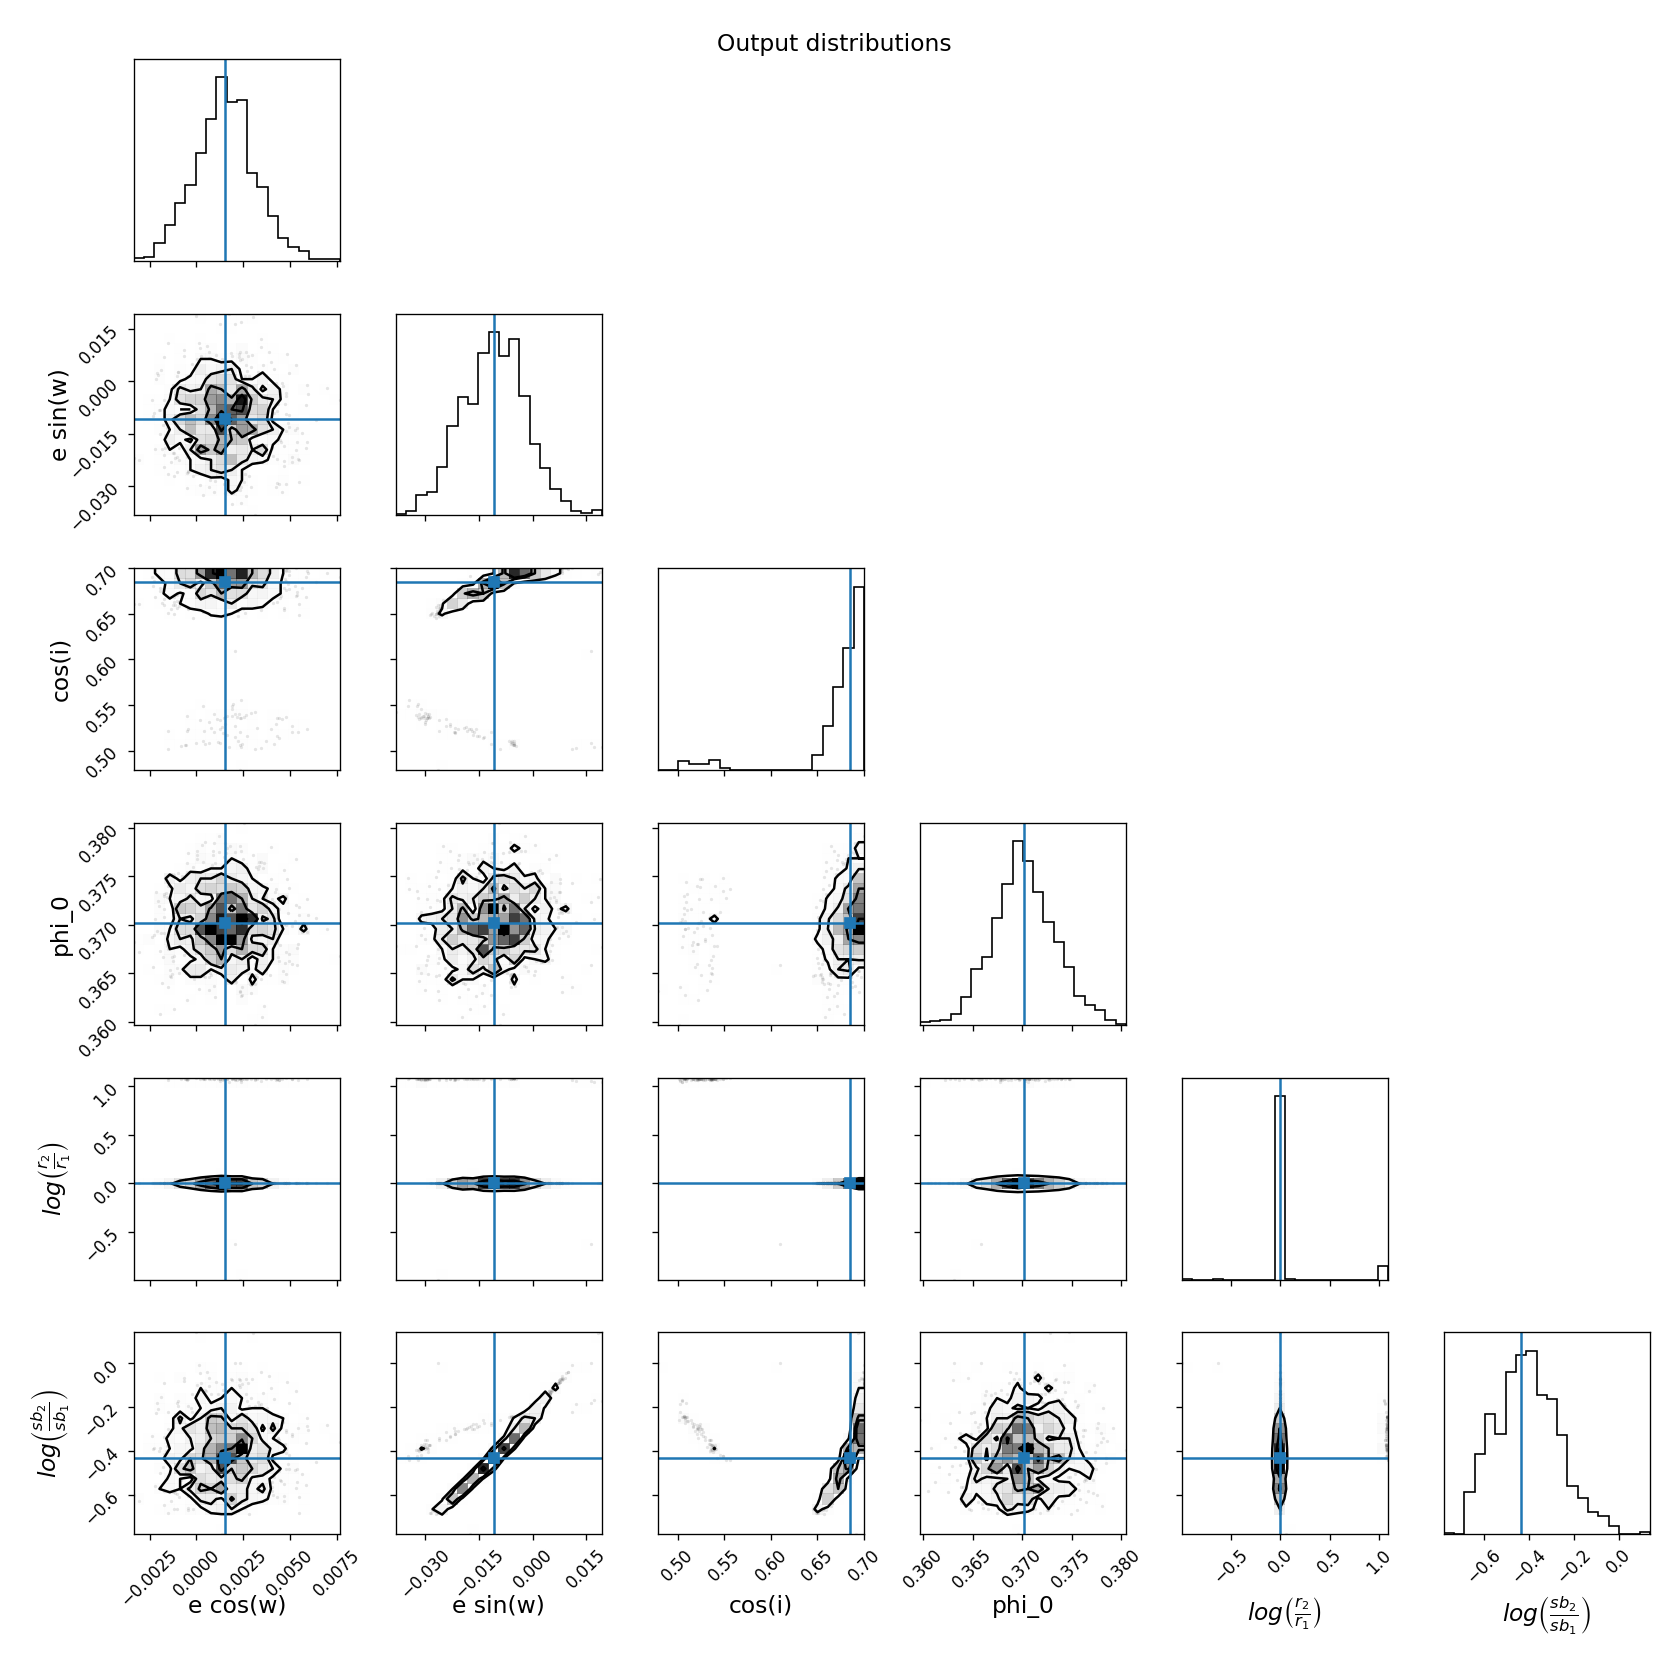 Output distributions
0.015
0.000
−0.015
−0.030
e sin(w)
0.70
0.65
0.60
0.55
0.50
cos(i)
0.380
0.375
0.370
0.365
0.360
phi_0
1.0
0.5
0.0
−0.5
log(r₂/r₁)
0.0
−0.2
−0.4
−0.6
log(sb₂/sb₁)
−0.0025 0.0000 0.0025 0.0050 0.0075
−0.030 −0.015 0.000 0.015
0.50 0.55 0.60 0.65 0.70
0.360 0.365 0.370 0.375 0.380
−0.5 0.0 0.5 1.0
−0.6 −0.4 −0.2 0.0
e cos(w)
e sin(w)
cos(i)
phi_0
log(r₂/r₁)
log(sb₂/sb₁)